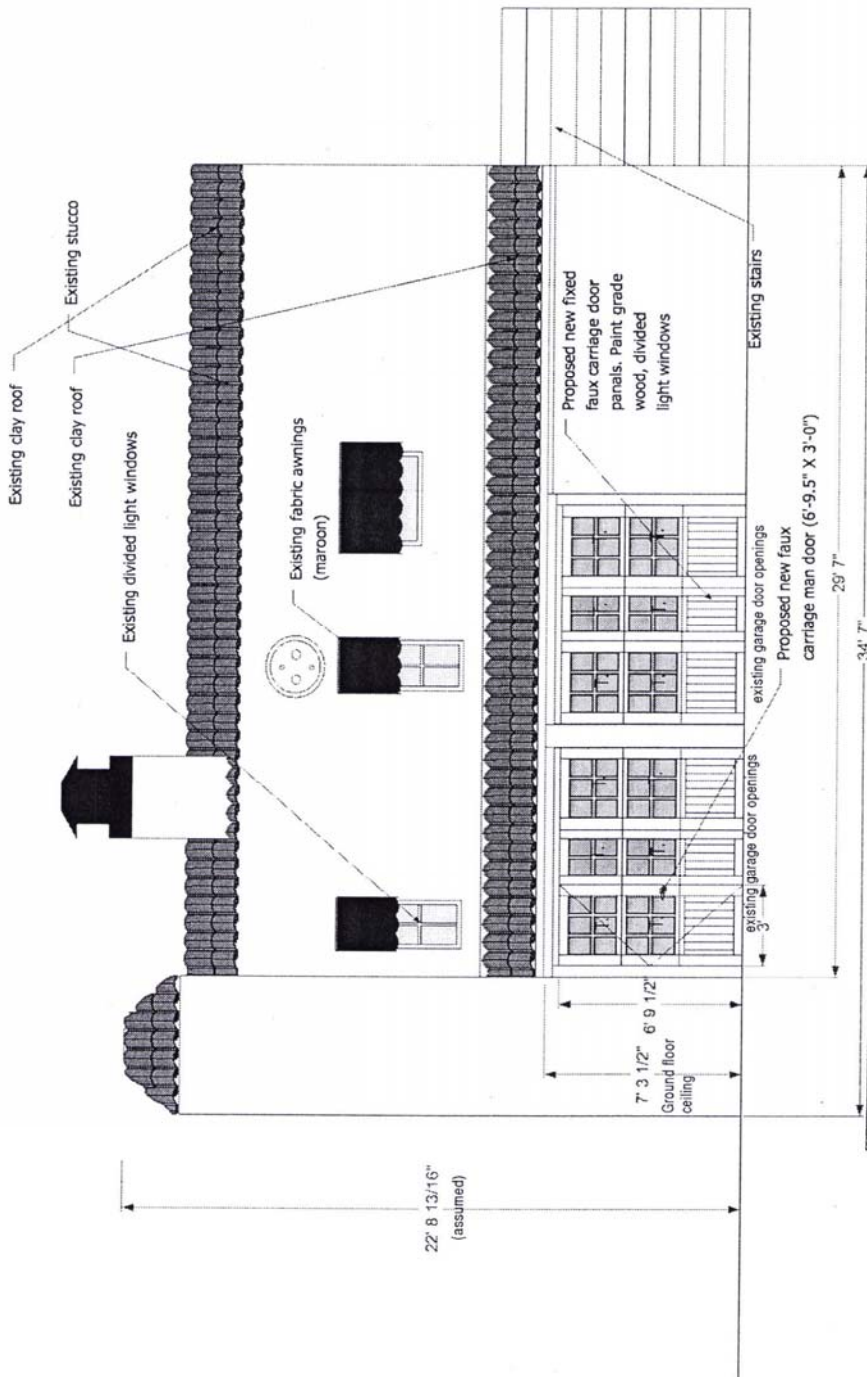 Existing clay roof
Existing stucco
Existing clay roof
Existing divided light windows
Existing fabric awnings
(maroon)
Proposed new fixed
faux carriage door
panals. Paint grade
wood, divided
light windows
Existing stairs
22' 8 13/16"
(assumed)
7' 3 1/2"
Ground floor
ceiling
6' 9 1/2"
3'
existing garage door openings
existing garage door openings
Proposed new faux
carriage man door (6'-9.5" X 3'-0")
29' 7"
34' 7"